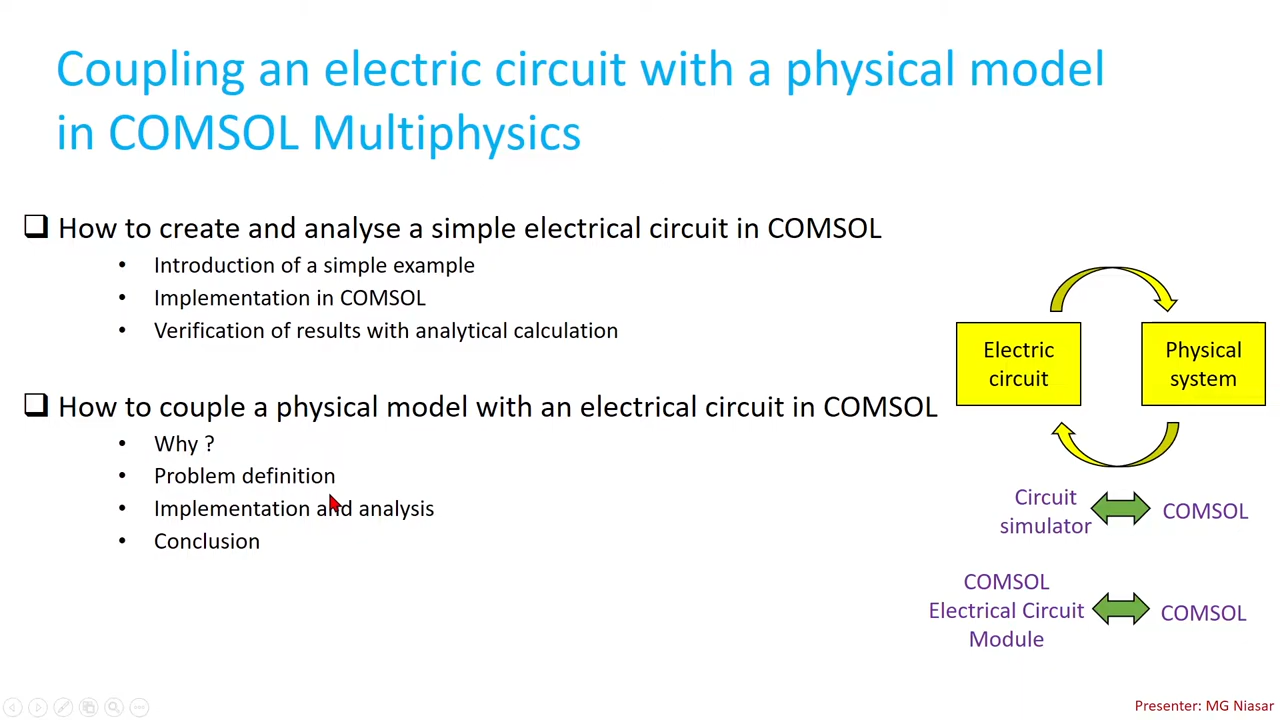 Coupling an electric circuit with a physical model
in COMSOL Multiphysics
How to create and analyse a simple electrical circuit in COMSOL
• Introduction of a simple example
• Implementation in COMSOL
• Verification of results with analytical calculation
How to couple a physical model with an electrical circuit in COMSOL
• Why ?
• Problem definition
• Implementation and analysis
• Conclusion
Electric
circuit
Physical
system
Circuit
simulator
COMSOL
COMSOL
Electrical Circuit
Module
COMSOL
Presenter: MG Niasar